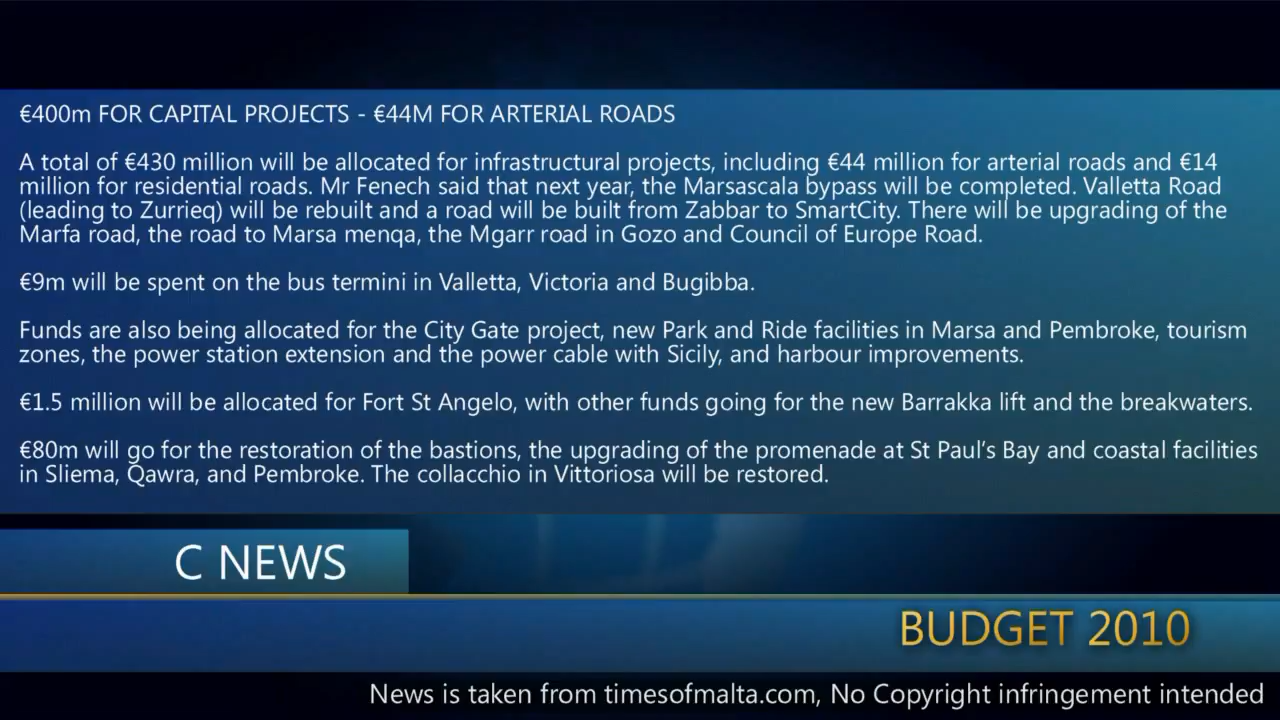 €400m FOR CAPITAL PROJECTS - €44M FOR ARTERIAL ROADS
A total of €430 million will be allocated for infrastructural projects, including €44 million for arterial roads and €14
million for residential roads. Mr Fenech said that next year, the Marsascala bypass will be completed. Valletta Road
(leading to Zurrieq) will be rebuilt and a road will be built from Zabbar to SmartCity. There will be upgrading of the
Marfa road, the road to Marsa menqa, the Mgarr road in Gozo and Council of Europe Road.
€9m will be spent on the bus termini in Valletta, Victoria and Bugibba.
Funds are also being allocated for the City Gate project, new Park and Ride facilities in Marsa and Pembroke, tourism
zones, the power station extension and the power cable with Sicily, and harbour improvements.
€1.5 million will be allocated for Fort St Angelo, with other funds going for the new Barrakka lift and the breakwaters.
€80m will go for the restoration of the bastions, the upgrading of the promenade at St Paul’s Bay and coastal facilities
in Sliema, Qawra, and Pembroke. The collacchio in Vittoriosa will be restored.
C NEWS
BUDGET 2010
News is taken from timesofmalta.com, No Copyright infringement intended